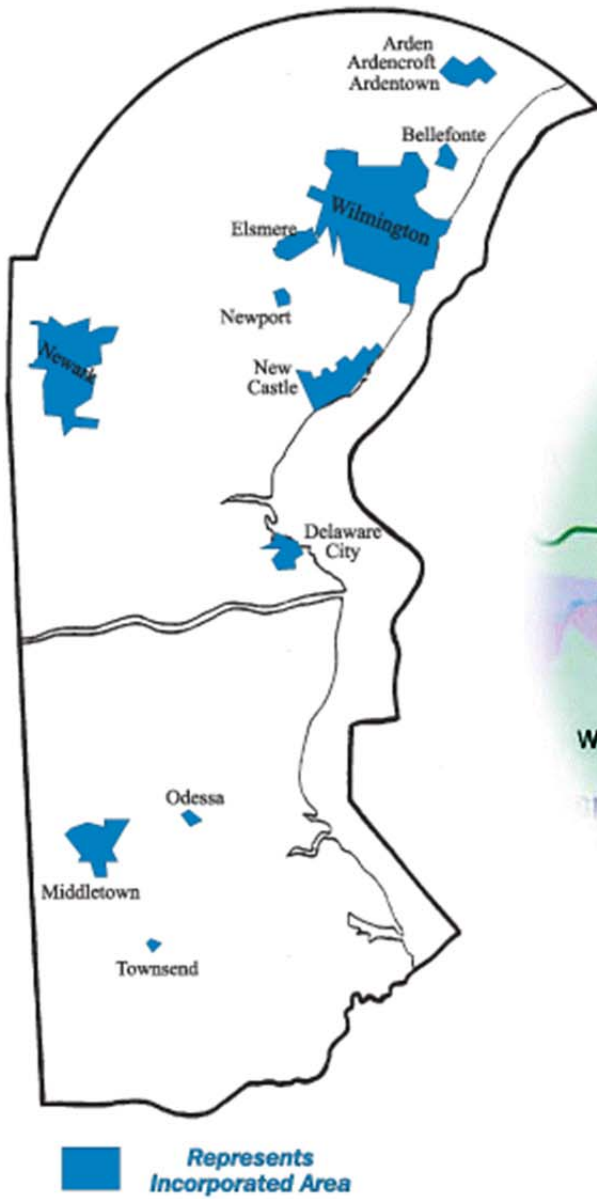 Arden
Ardencroft
Ardentown
Bellefonte
Wilmington
Elsmere
Newport
Newark
New
Castle
Delaware
City
W
Odessa
Middletown
Townsend
Represents
Incorporated Area